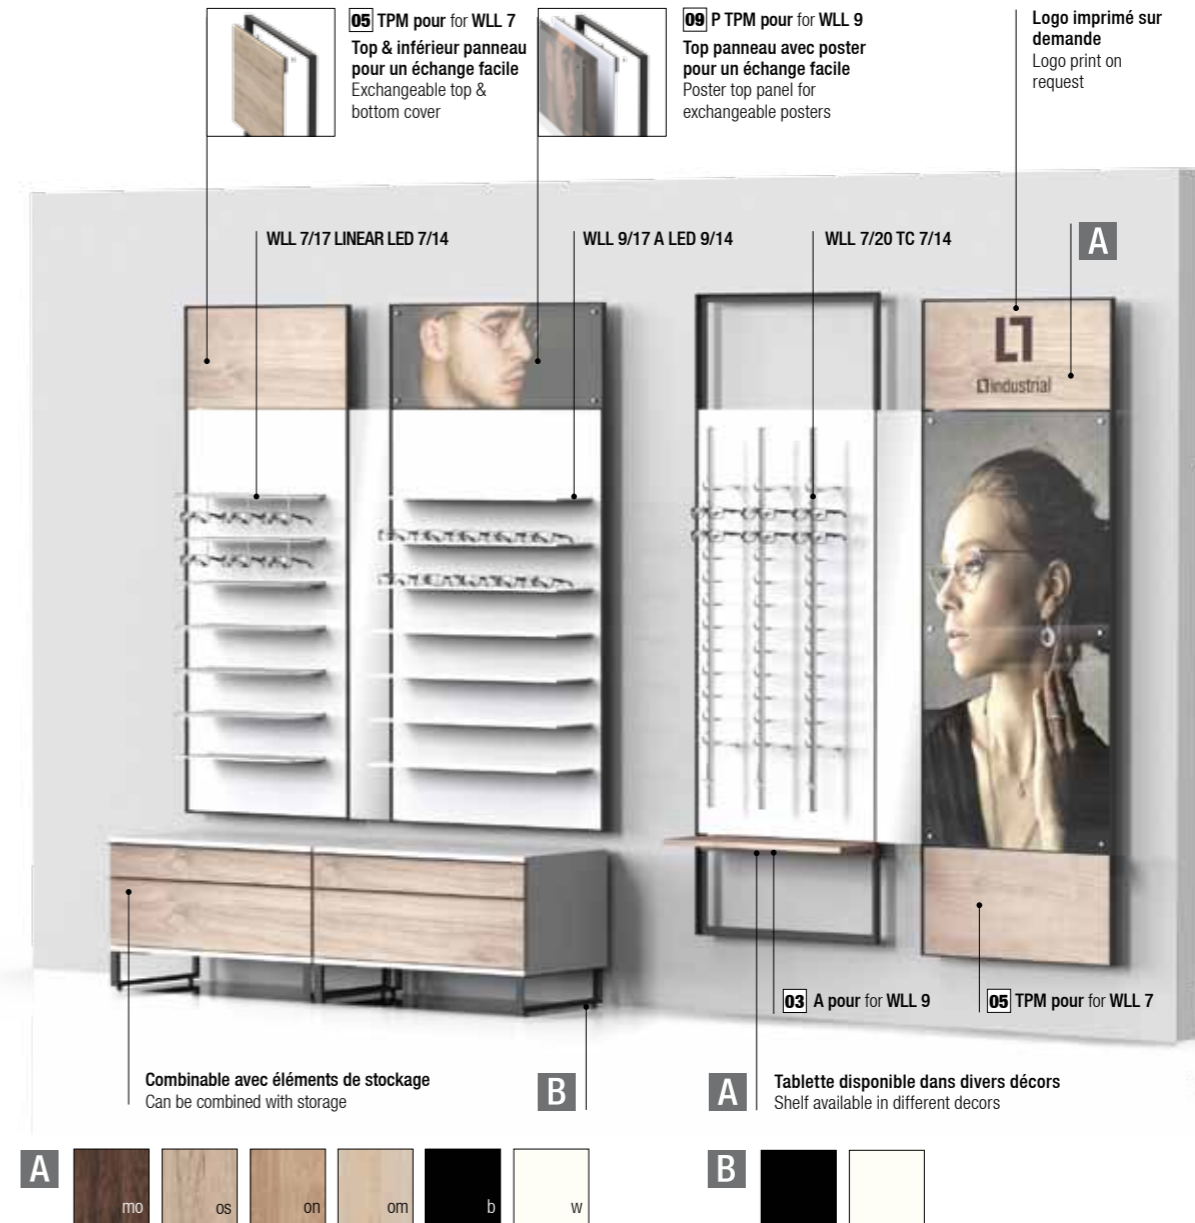 05 TPM pour for WLL 7
Top & inférieur panneau
pour un échange facile
Exchangeable top &
bottom cover
09 P TPM pour for WLL 9
Top panneau avec poster
pour un échange facile
Poster top panel for
exchangeable posters
Logo imprimé sur
demande
Logo print on
request
WLL 7/17 LINEAR LED 7/14
WLL 9/17 A LED 9/14
WLL 7/20 TC 7/14
A
industrial
03 A pour for WLL 9
05 TPM pour for WLL 7
Combinable avec éléments de stockage
Can be combined with storage
B
A
Tablette disponible dans divers décors
Shelf available in different decors
A
mo
os
on
om
b
w
B